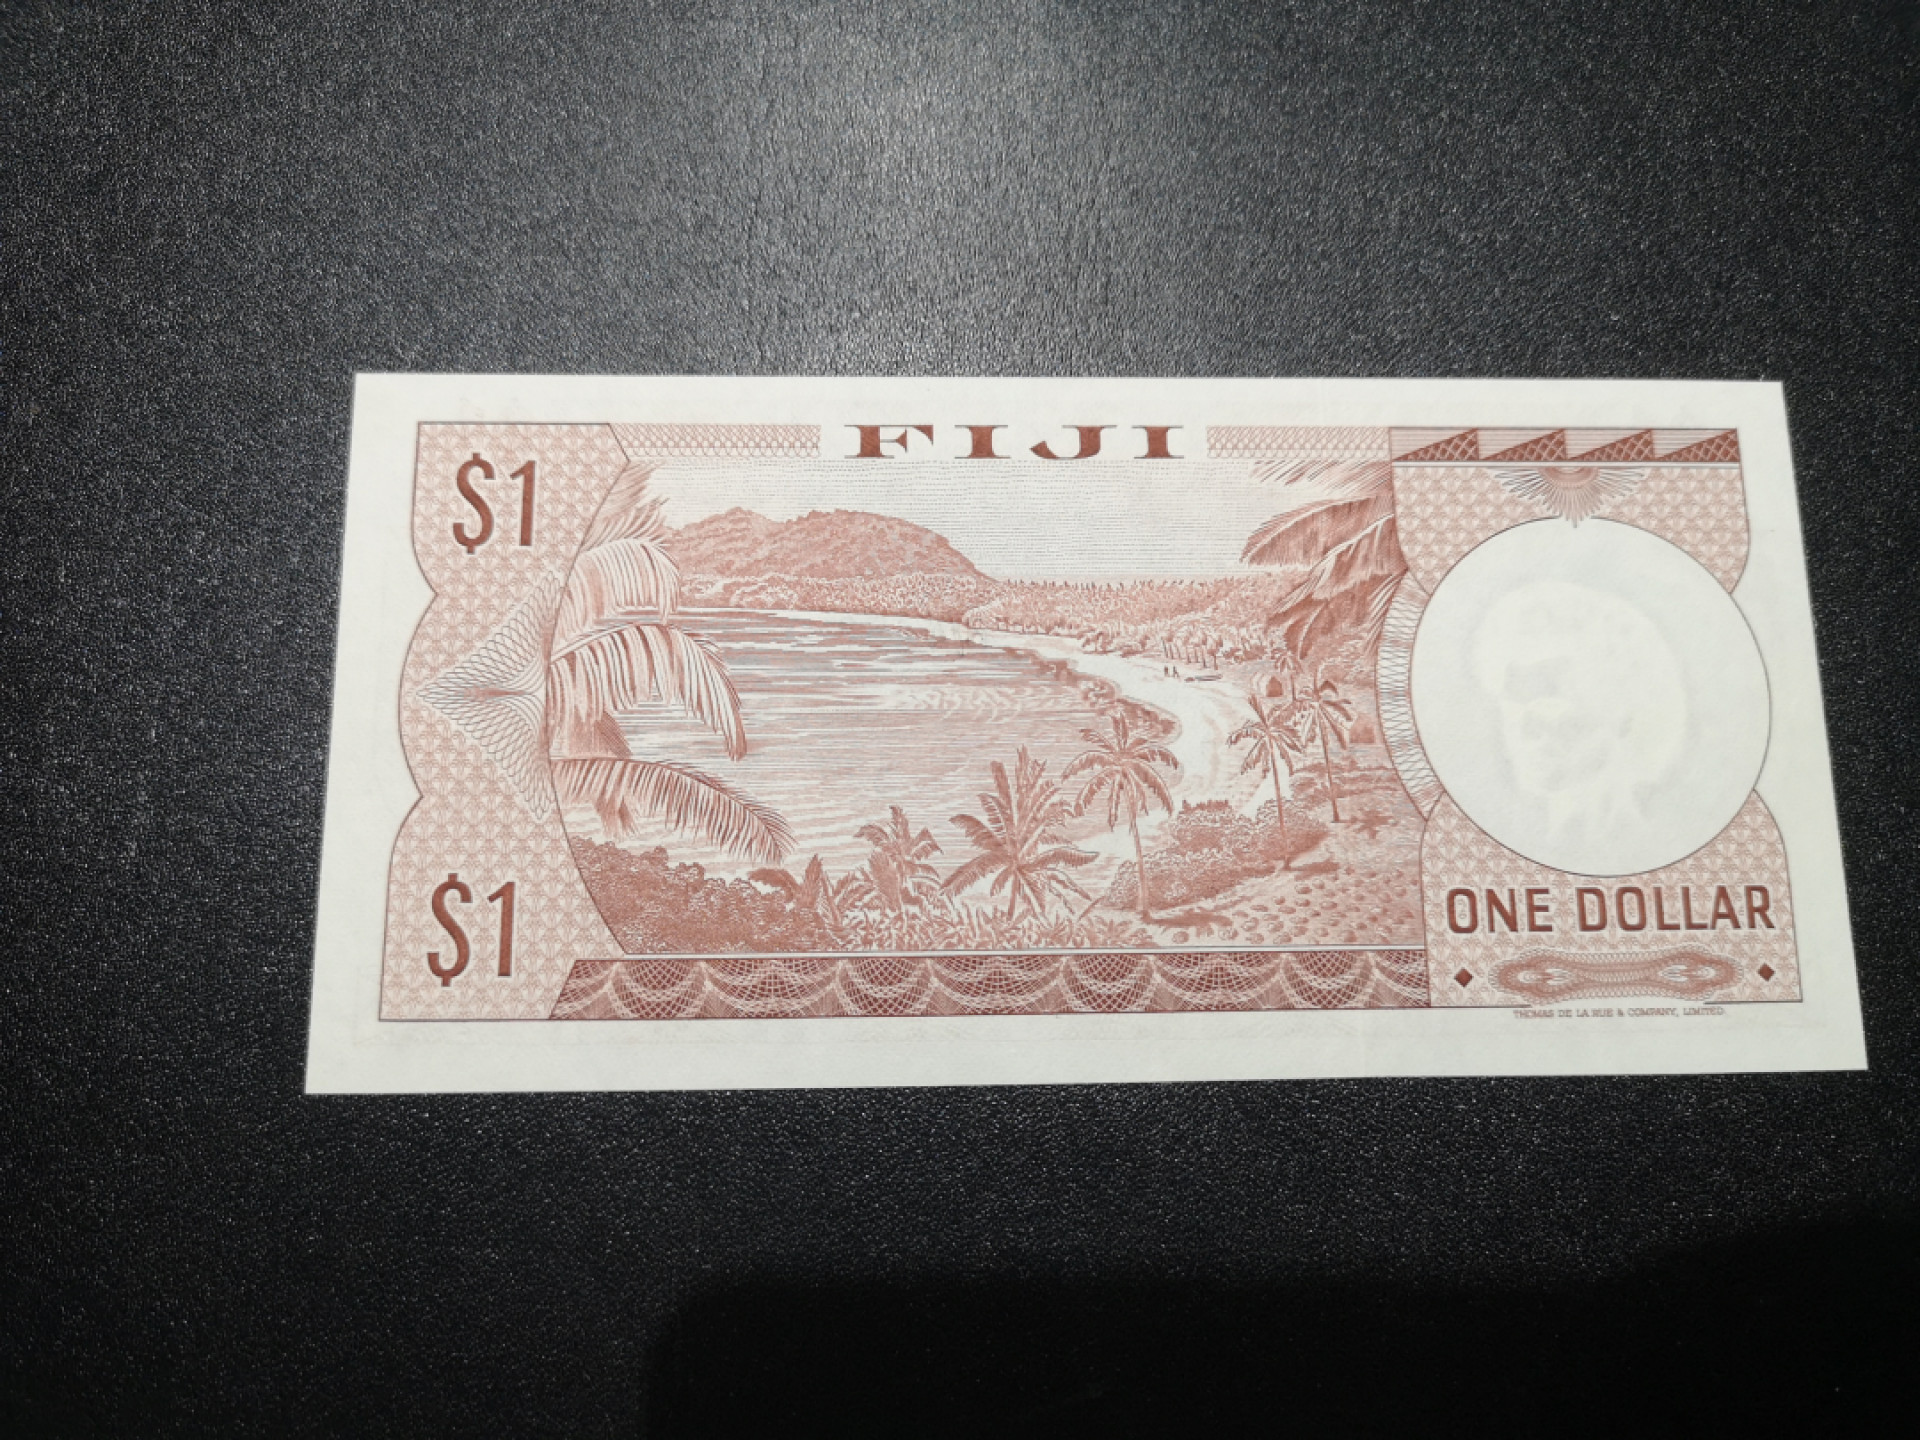 FIJI
$1
$1
ONE DOLLAR
THOMAS DE LA RUE & COMPANY, LIMITED.